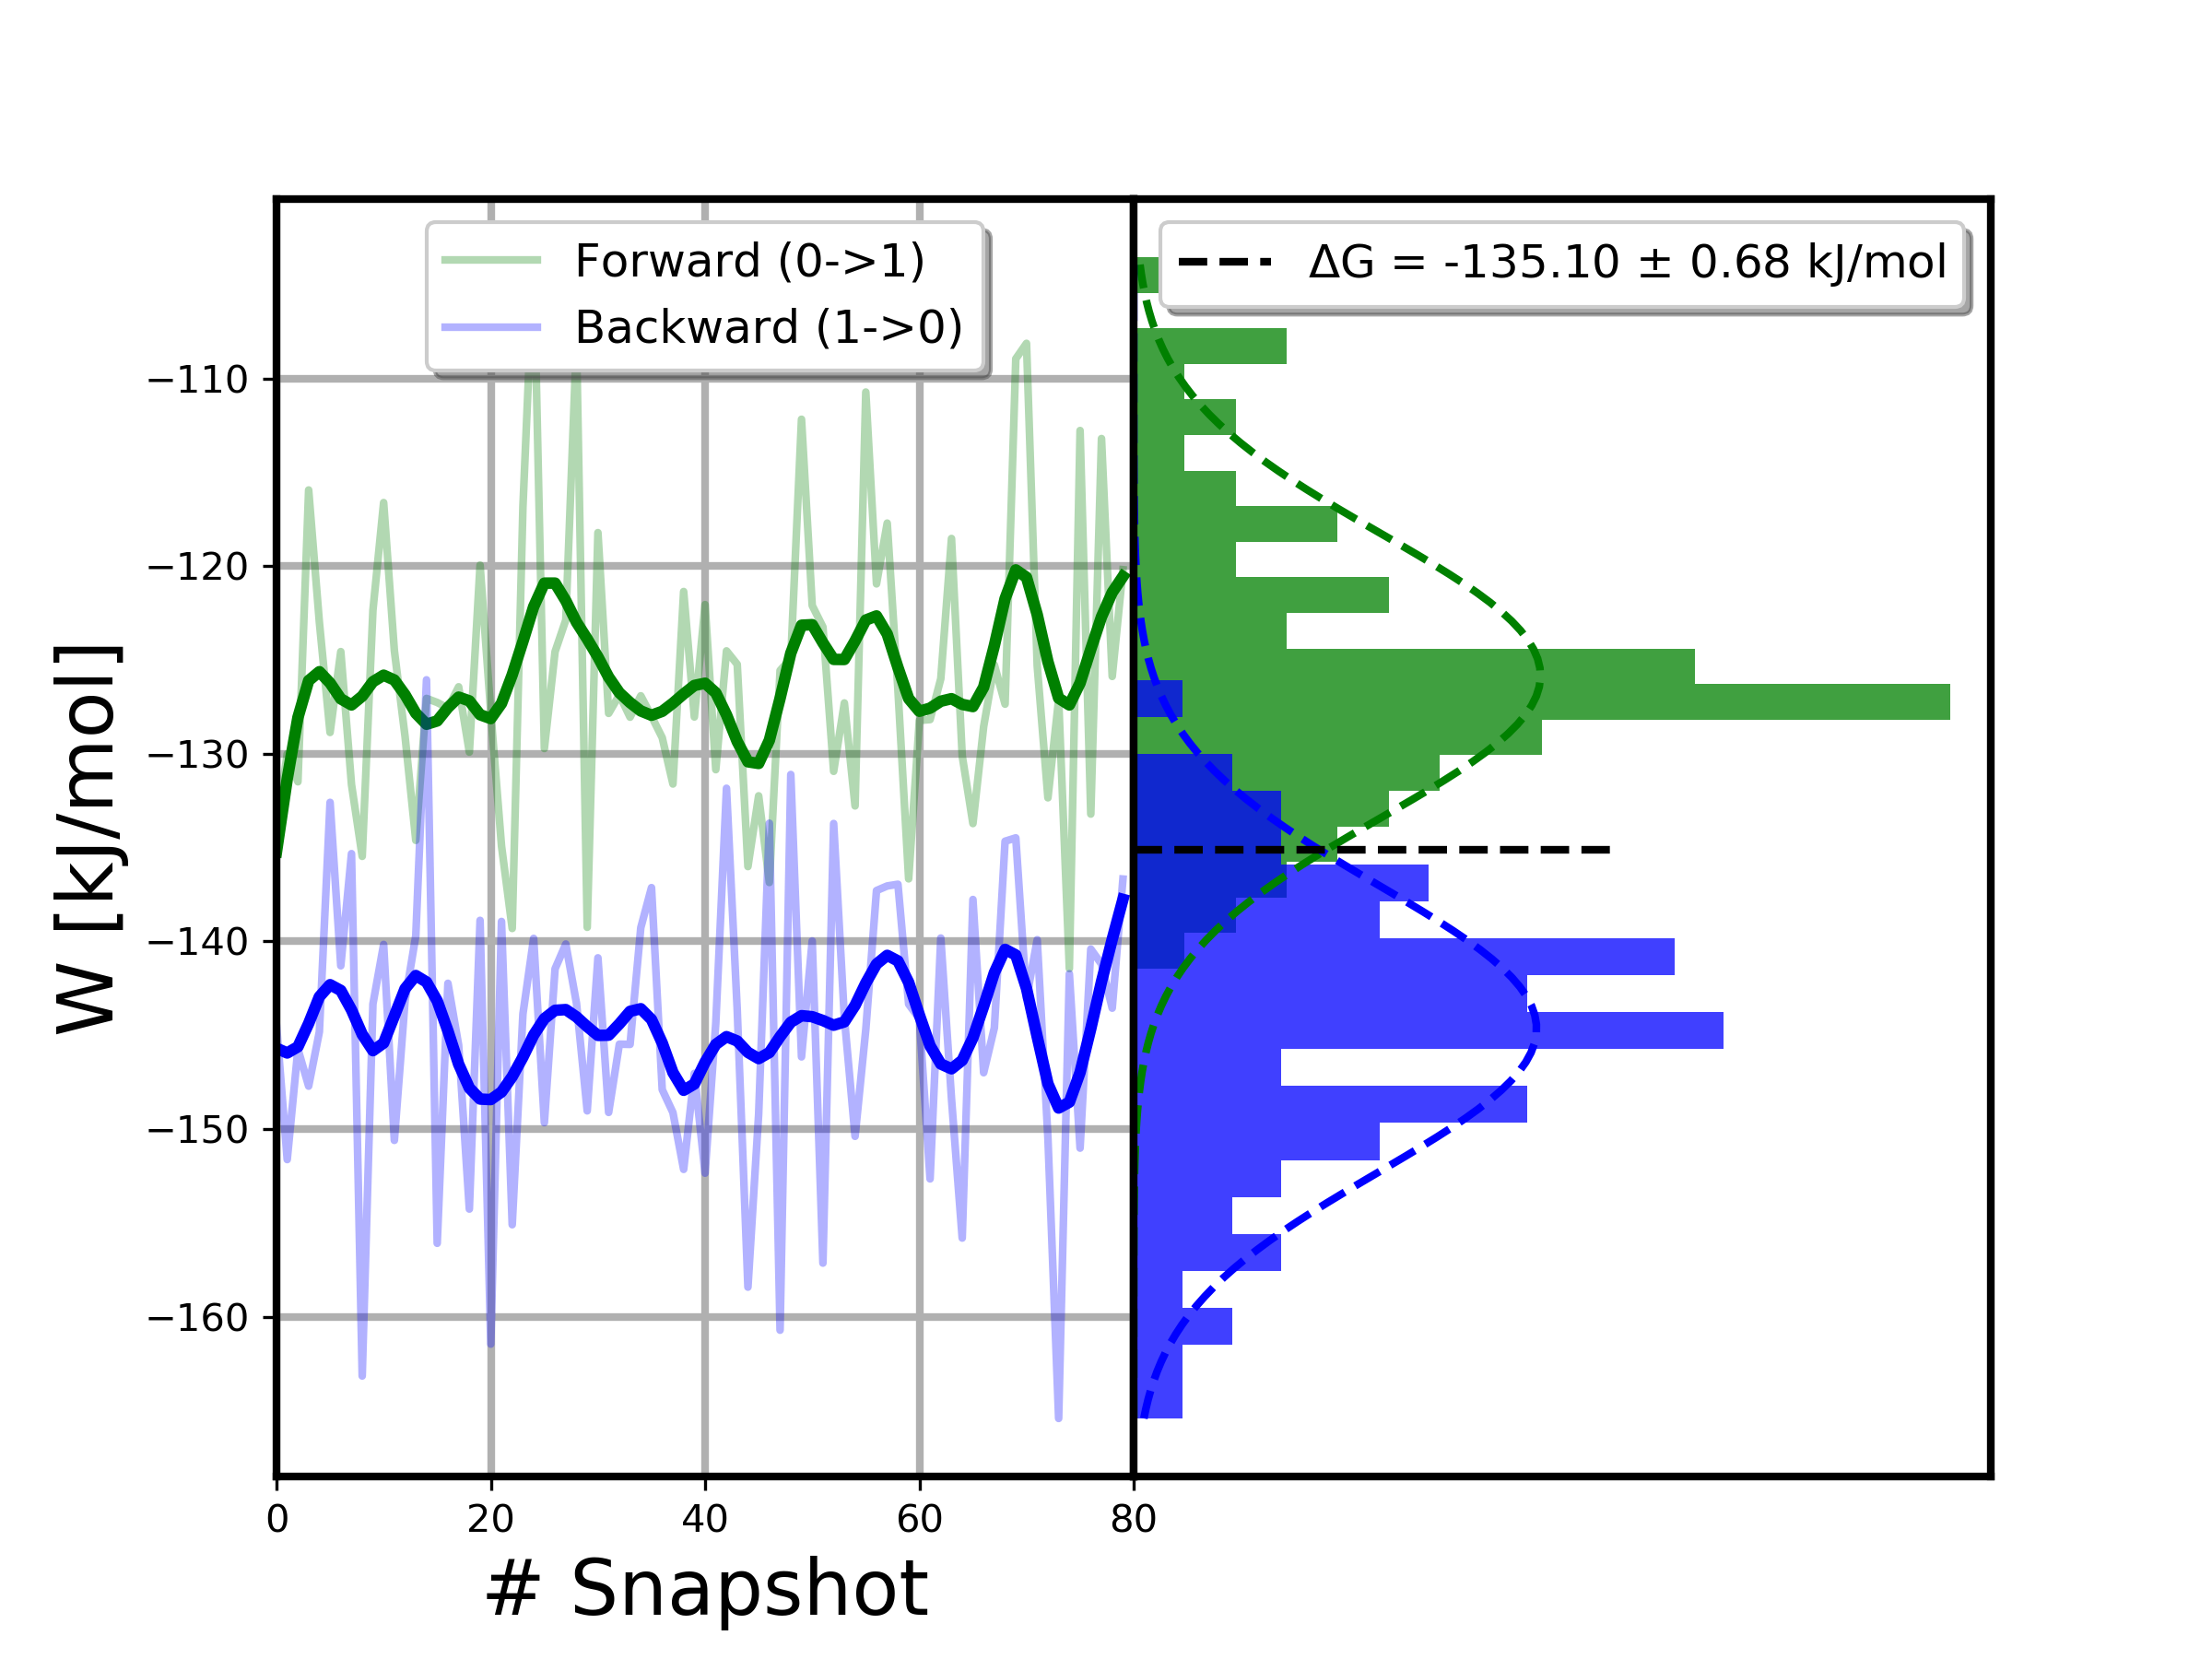 Forward (0->1)
Backward (1->0)
ΔG = -135.10 ± 0.68 kJ/mol
W [kJ/mol]
−110
−120
−130
−140
−150
−160
0 20 40 60 80
# Snapshot